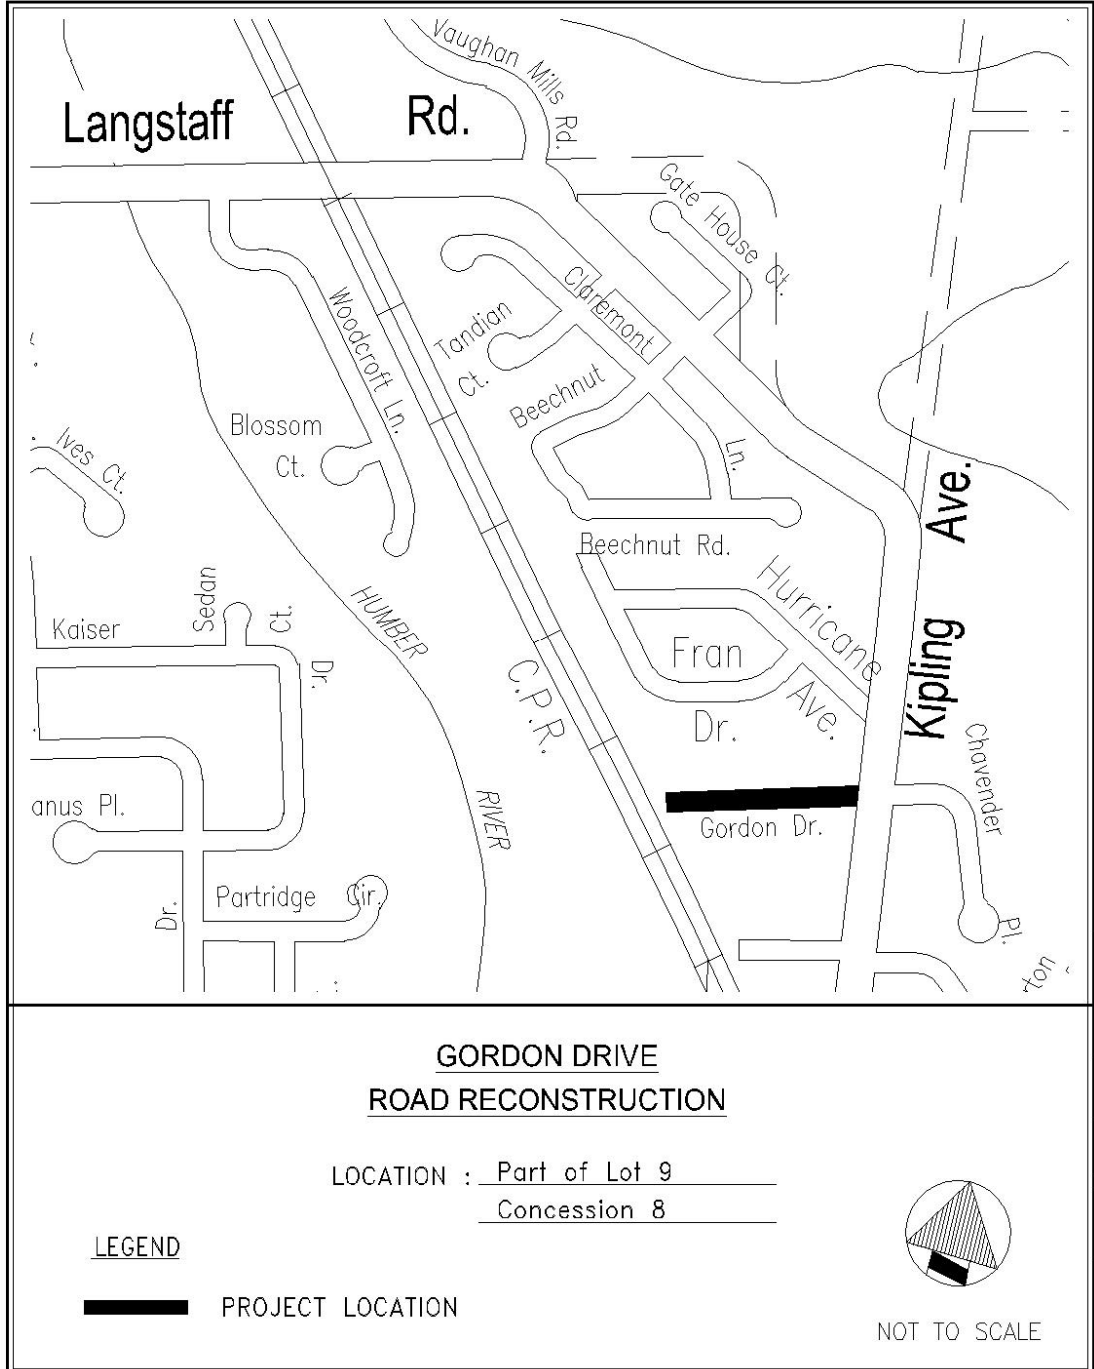 Vaughan Mills Rd.
Langstaff Rd.
Gate House Ct.
Claremont
Woodcroft Ln.
Tandian
Ct.
Beechnut
Ln.
Blossom
Ct.
Ives Ct.
Kipling Ave.
Beechnut Rd.
Hurricane
Ave.
Sedan
Ct.
Kaiser
Dr.
HUMBER
RIVER
Fran
Dr.
C.P.R.
Chavender
Pl.
anus Pl.
Gordon Dr.
Partridge Cir.
Dr.
rton
GORDON DRIVE
ROAD RECONSTRUCTION
LOCATION : Part of Lot 9
Concession 8
LEGEND
PROJECT LOCATION
NOT TO SCALE